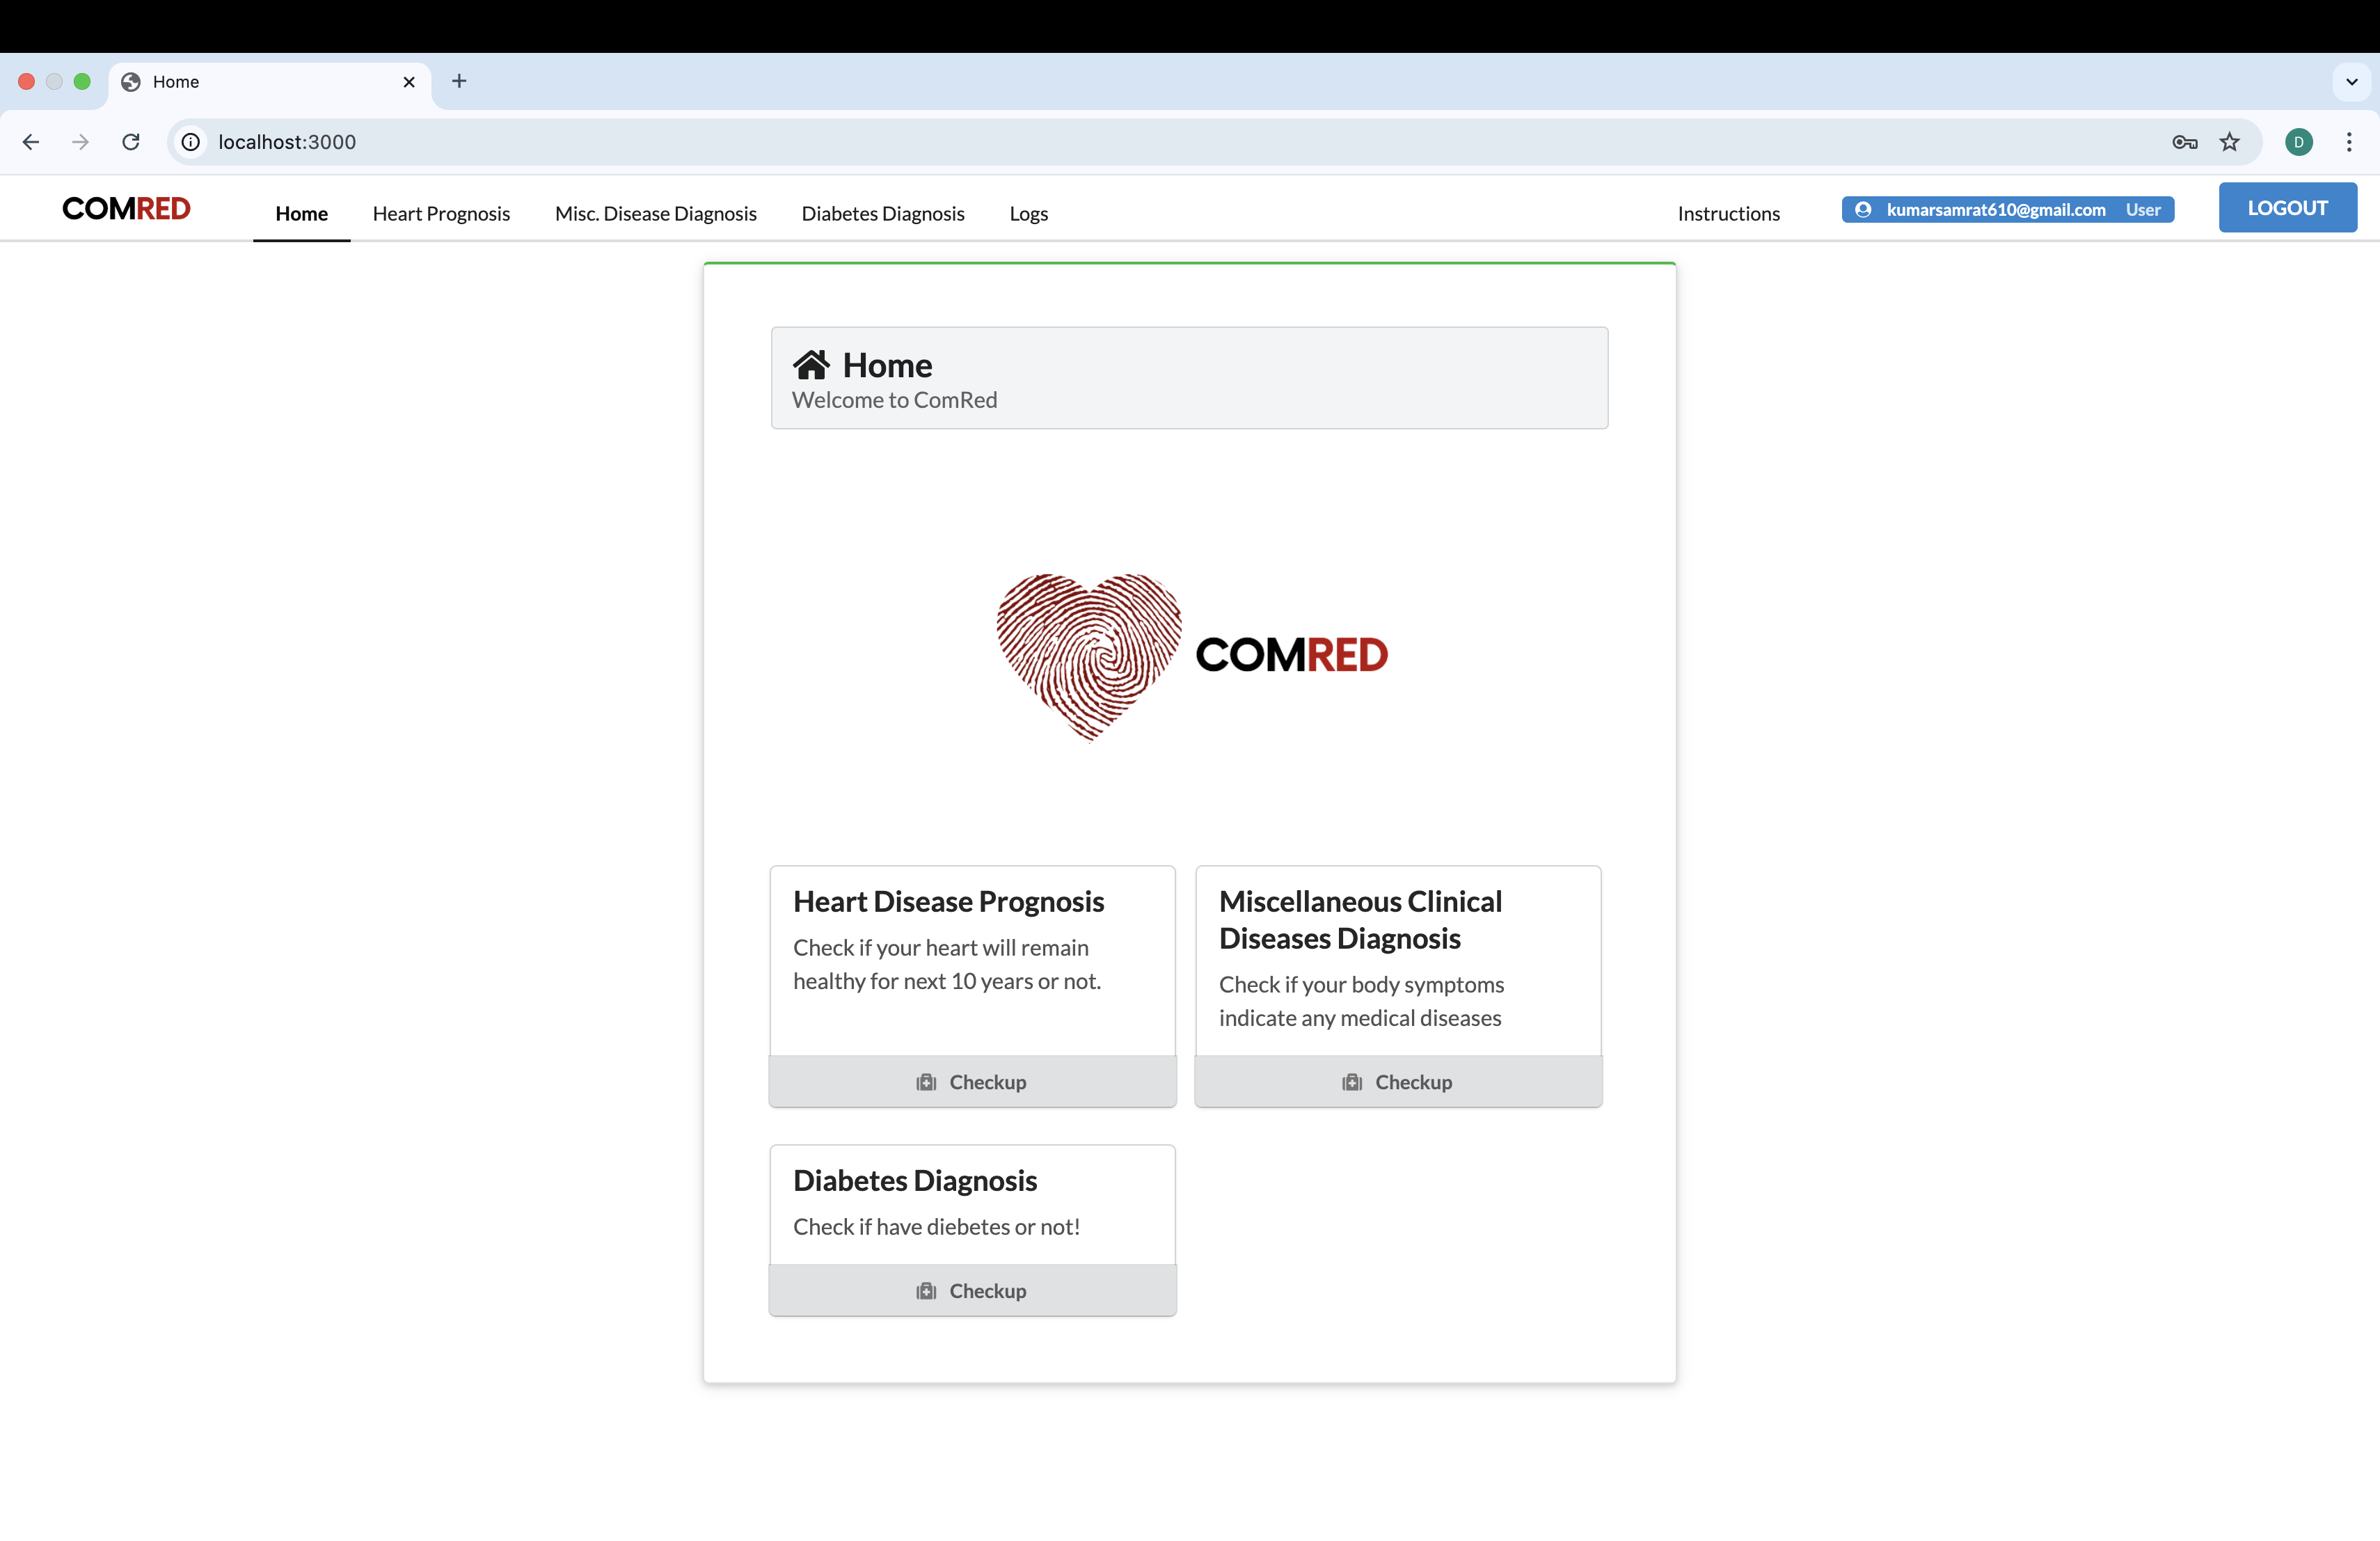 Home
localhost:3000
D
COMRED
Home
Heart Prognosis
Misc. Disease Diagnosis
Diabetes Diagnosis
Logs
Instructions
kumarsamrat610@gmail.com User
LOGOUT
Home
Welcome to ComRed
COMRED
Heart Disease Prognosis
Check if your heart will remain
healthy for next 10 years or not.
Checkup
Miscellaneous Clinical
Diseases Diagnosis
Check if your body symptoms
indicate any medical diseases
Checkup
Diabetes Diagnosis
Check if have diebetes or not!
Checkup